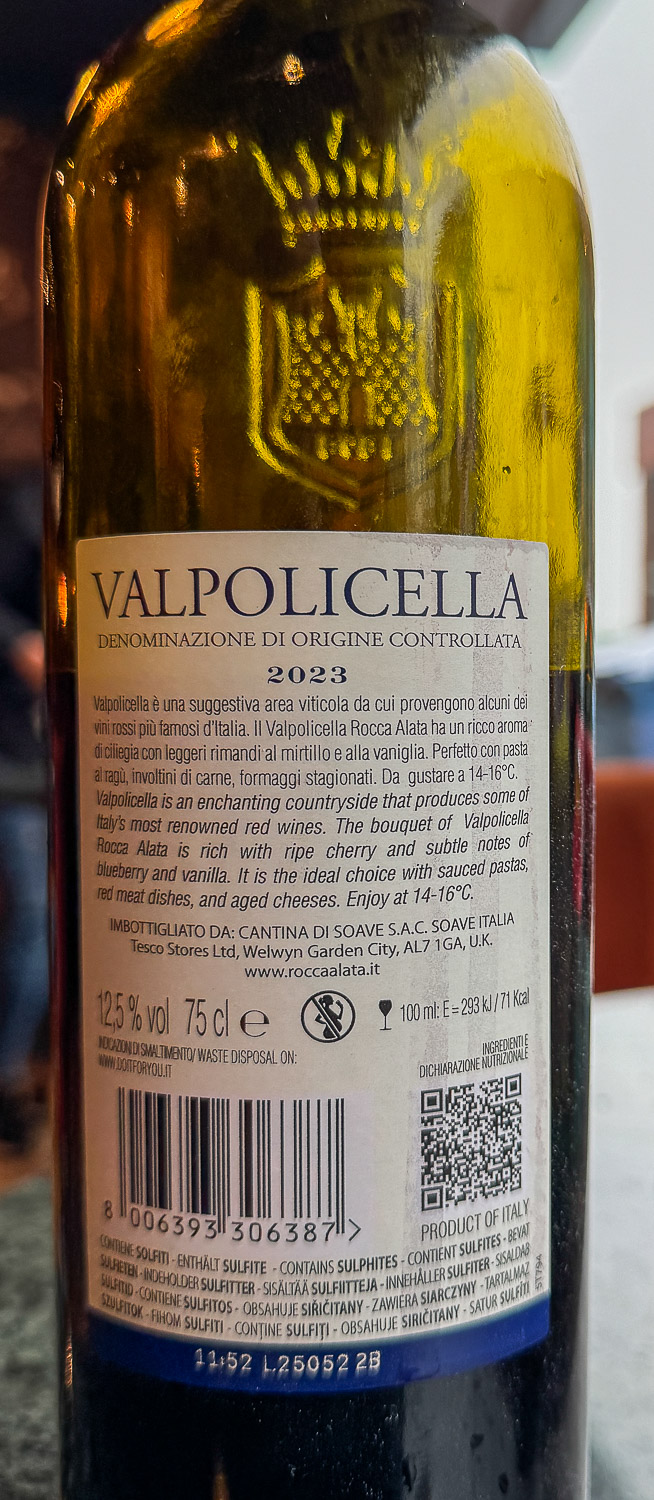 VALPOLICELLA
DENOMINAZIONE DI ORIGINE CONTROLLATA
2023
Valpolicella è una suggestiva area viticola da cui provengono alcuni dei
vini rossi più famosi d'Italia. Il Valpolicella Rocca Alata ha un ricco aroma
di ciliegia con leggeri rimandi al mirtillo e alla vaniglia. Perfetto con pasta
al ragù, involtini di carne, formaggi stagionati. Da gustare a 14-16°C.
Valpolicella is an enchanting countryside that produces some of
Italy's most renowned red wines. The bouquet of Valpolicella
Rocca Alata is rich with ripe cherry and subtle notes of
blueberry and vanilla. It is the ideal choice with sauced pastas,
red meat dishes, and aged cheeses. Enjoy at 14-16°C.
IMBOTTIGLIATO DA: CANTINA DI SOAVE S.A.C. SOAVE ITALIA
Tesco Stores Ltd, Welwyn Garden City, AL7 1GA, U.K.
www.roccaalata.it
12,5 % vol 75 cl e 100 ml: E = 293 kJ / 71 Kcal
INDICAZIONI DI SMALTIMENTO/ WASTE DISPOSAL ON:
WWW.DOITFORYOU.IT
INGREDIENTI E
DICHIARAZIONE NUTRIZIONALE
8 006393 306387 >
PRODUCT OF ITALY
CONTIENE SOLFITI - ENTHÄLT SULFITE - CONTAINS SULPHITES - CONTIENT SULFITES - BEVAT
SULFIETEN - INDEHOLDER SULFITTER - SISÄLTÄÄ SULFIITTEJA - INNEHÅLLER SULFITER - SISALDAB
SULFITID - CONTIENE SULFITOS - OBSAHUJE SIŘIČITANY - ZAWIERA SIARCZYNY - TARTALMAZ
SZULFITOK - FIHOM SULFITI - CONȚINE SULFIȚI - OBSAHUJE SIRIČITANY - SATUR SULFĪTI
5T794
11:52 L25052 2B